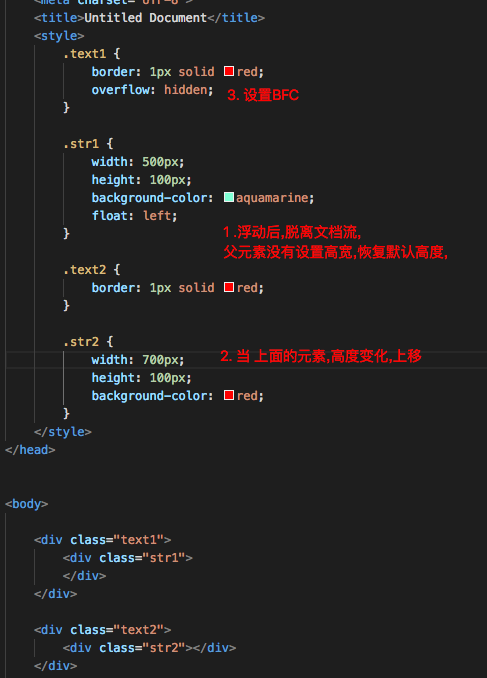 <meta charset="UTF-8"
<title>Untitled Document</title>
<style>
.text1 {
border: 1px solid red;
overflow: hidden;
3. 设置BFC
}
.str1 {
width: 500px;
height: 100px;
background-color: aquamarine;
float: left;
}
1 .浮动后,脱离文档流,
父元素没有设置高宽,恢复默认高度,
.text2 {
border: 1px solid red;
}
.str2 {
width: 700px;
2. 当 上面的元素,高度变化,上移
height: 100px;
background-color: red;
}
</style>
</head>
<body>
<div class="text1">
<div class="str1">
</div>
</div>
<div class="text2">
<div class="str2"></div>
</div>